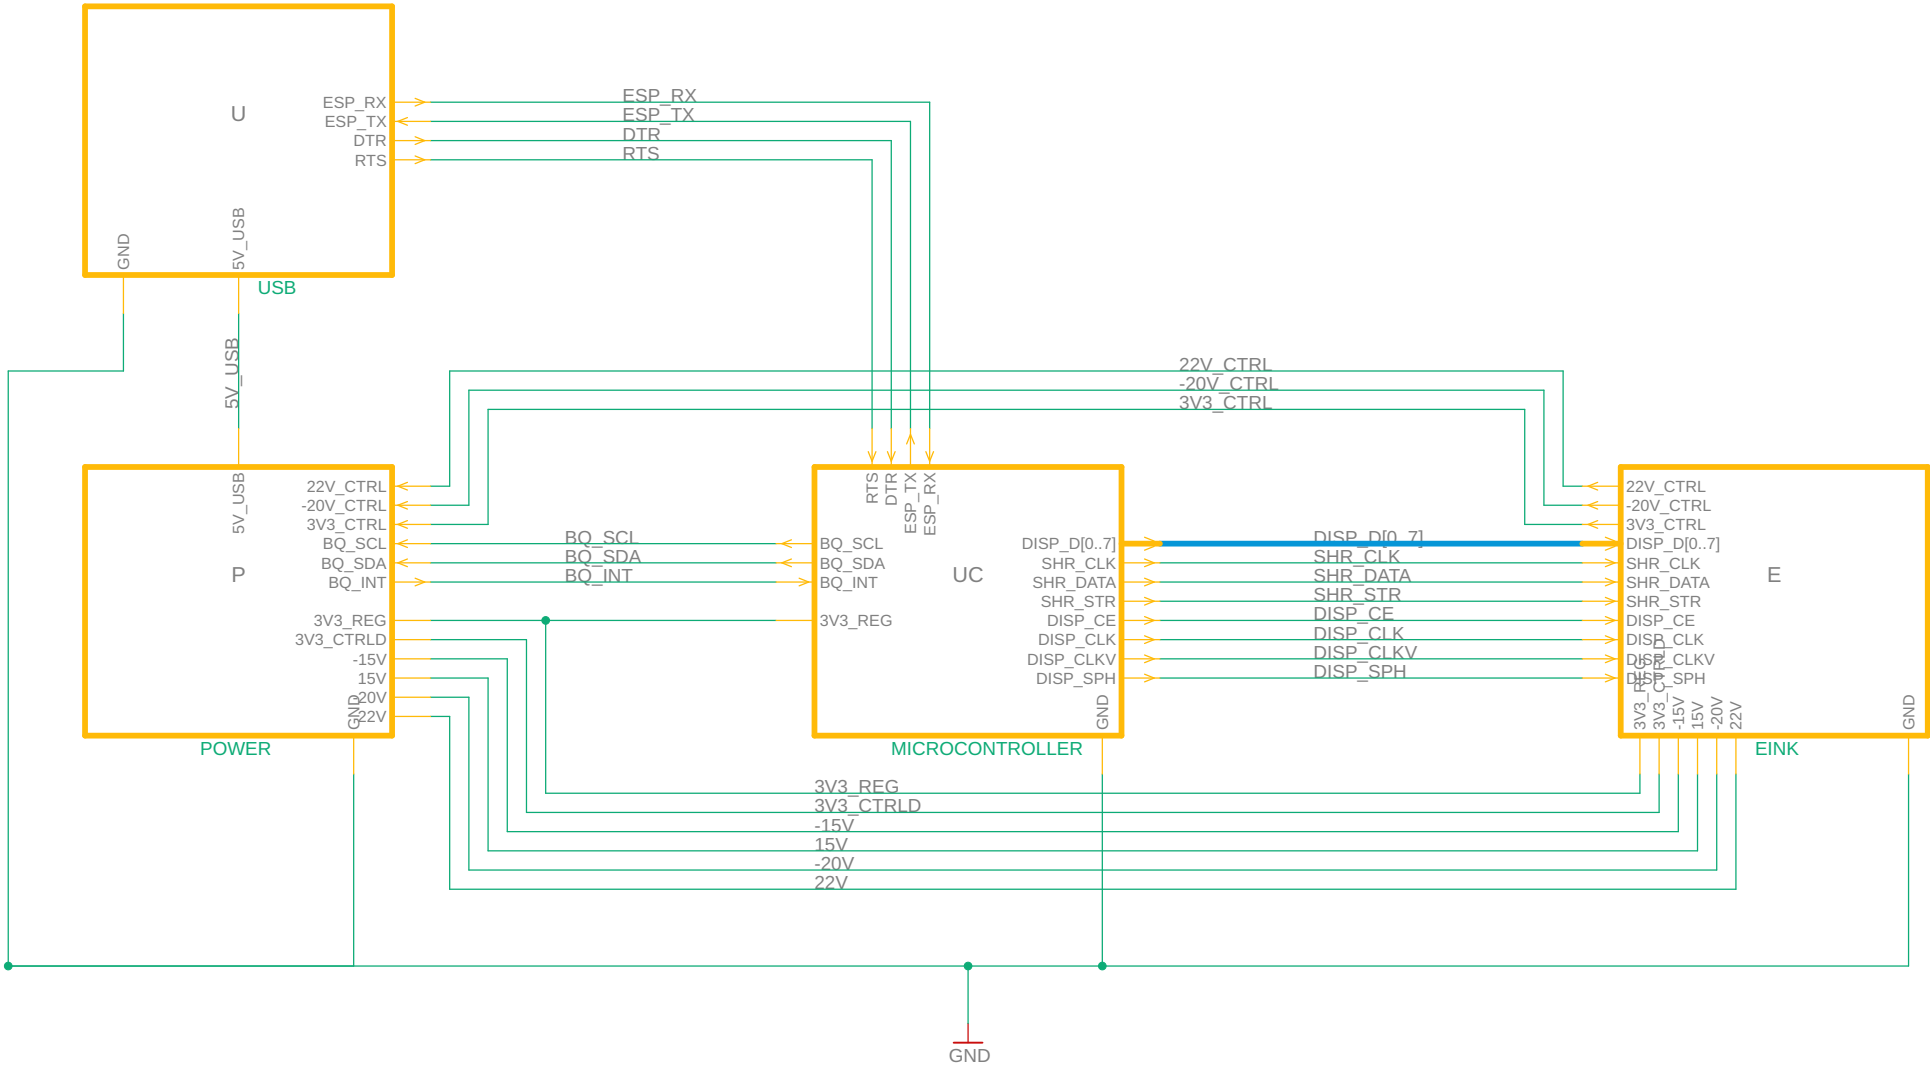 U
ESP_RX
ESP_TX
DTR
RTS
GND
5V_USB
USB
ESP_RX
ESP_TX
DTR
RTS
5V_USB
22V_CTRL
-20V_CTRL
3V3_CTRL
P
5V_USB
22V_CTRL
-20V_CTRL
3V3_CTRL
BQ_SCL
BQ_SDA
BQ_INT
3V3_REG
3V3_CTRLD
-15V
15V
-20V
22V
GND
POWER
BQ_SCL
BQ_SDA
BQ_INT
UC
RTS
DTR
ESP_TX
ESP_RX
BQ_SCL
BQ_SDA
BQ_INT
3V3_REG
DISP_D[0..7]
SHR_CLK
SHR_DATA
SHR_STR
DISP_CE
DISP_CLK
DISP_CLKV
DISP_SPH
GND
MICROCONTROLLER
DISP_D[0..7]
SHR_CLK
SHR_DATA
SHR_STR
DISP_CE
DISP_CLK
DISP_CLKV
DISP_SPH
E
22V_CTRL
-20V_CTRL
3V3_CTRL
DISP_D[0..7]
SHR_CLK
SHR_DATA
SHR_STR
DISP_CE
DISP_CLK
DISP_CLKV
DISP_SPH
3V3_REG
3V3_CTRLD
-15V
15V
-20V
22V
GND
EINK
3V3_REG
3V3_CTRLD
-15V
15V
-20V
22V
GND